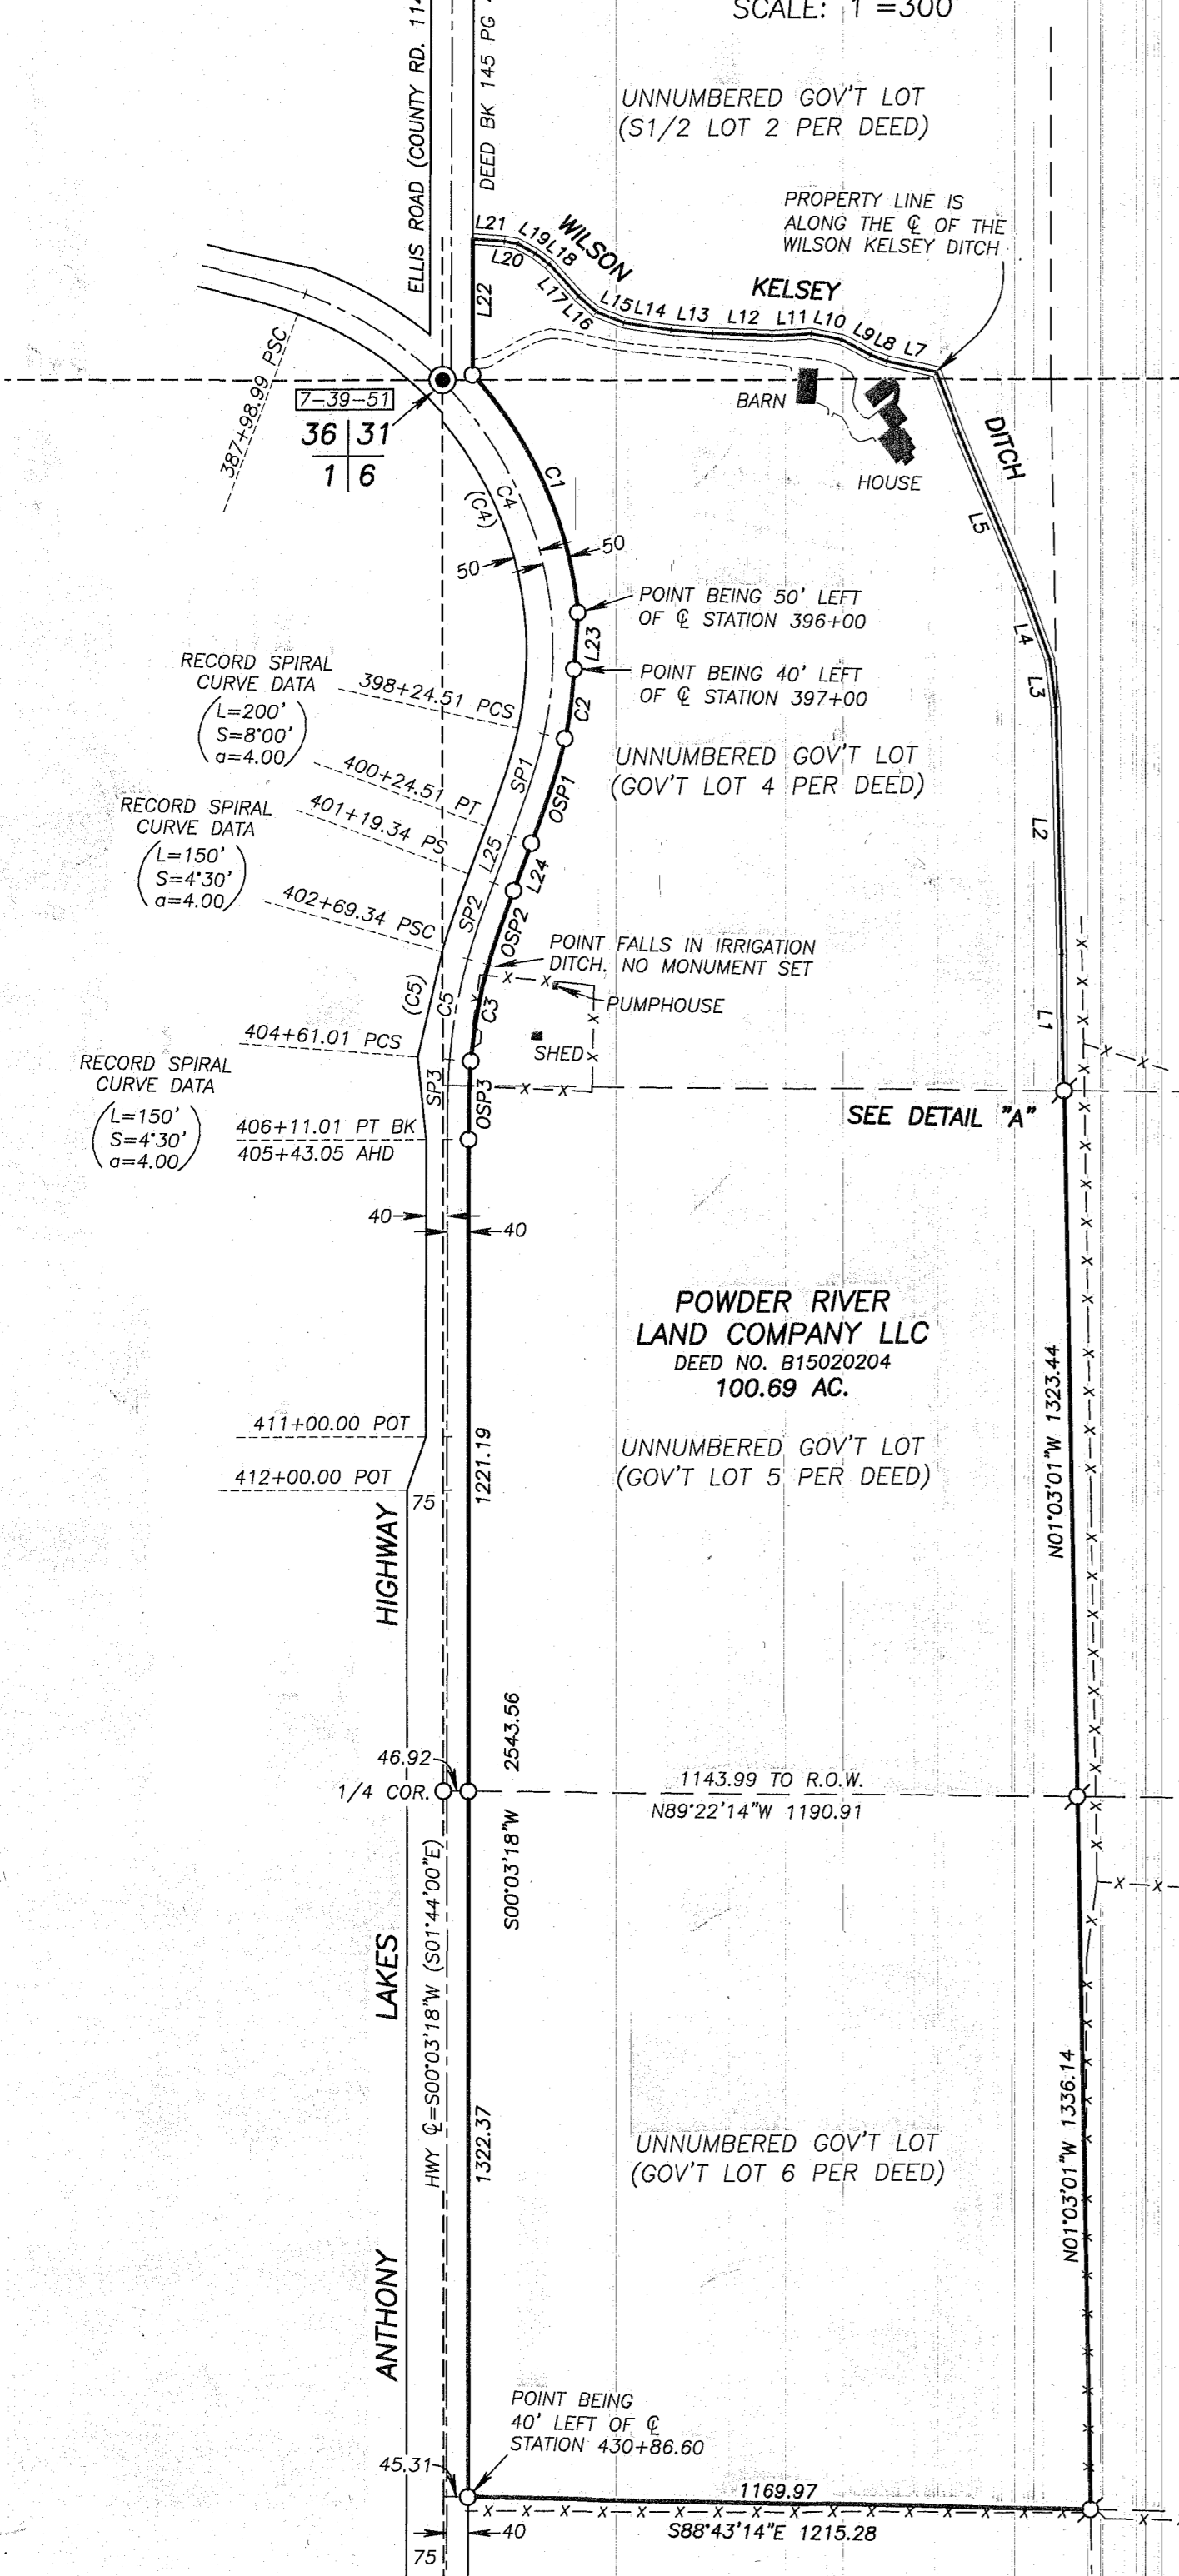 SCALE: 1 =300
ELLIS ROAD (COUNTY RD. 114
DEED BK 145 PG
UNNUMBERED GOV'T LOT
(S1/2 LOT 2 PER DEED)
PROPERTY LINE IS
ALONG THE ℄ OF THE
WILSON KELSEY DITCH
L21
L19
L18
L20
WILSON
L22
L17
L16
L15
L14
L13
L12
L11
L10
L9
L8
L7
KELSEY
387+98.99 PSC
7-39-51
36 31
1 6
BARN
HOUSE
DITCH
C1
C4
(C4)
L5
50
50
POINT BEING 50' LEFT
OF ℄ STATION 396+00
L23
L4
RECORD SPIRAL
CURVE DATA
L=200'
S=8°00'
a=4.00
398+24.51 PCS
POINT BEING 40' LEFT
OF ℄ STATION 397+00
C2
L3
UNNUMBERED GOV'T LOT
(GOV'T LOT 4 PER DEED)
400+24.51 PT
SP1
OSP1
RECORD SPIRAL
CURVE DATA
L=150'
S=4°30'
a=4.00
401+19.34 PS
L25
L24
L2
402+69.34 PSC
SP2
OSP2
POINT FALLS IN IRRIGATION
DITCH. NO MONUMENT SET
PUMPHOUSE
(C5)
C5
C3
SHED
L1
404+61.01 PCS
RECORD SPIRAL
CURVE DATA
L=150'
S=4°30'
a=4.00
SP3
OSP3
SEE DETAIL "A"
406+11.01 PT BK
405+43.05 AHD
40
40
POWDER RIVER
LAND COMPANY LLC
DEED NO. B15020204
100.69 AC.
N01°03'01"W 1323.44
411+00.00 POT
412+00.00 POT
75
1221.19
UNNUMBERED GOV'T LOT
(GOV'T LOT 5 PER DEED)
HIGHWAY
2543.56
46.92
1/4 COR.
1143.99 TO R.O.W.
N89°22'14"W 1190.91
S00°03'18"W
HWY ℄=S00°03'18"W (S01°44'00"E)
LAKES
1322.37
UNNUMBERED GOV'T LOT
(GOV'T LOT 6 PER DEED)
N01°03'01"W 1336.14
ANTHONY
POINT BEING
40' LEFT OF ℄
STATION 430+86.60
45.31
1169.97
S88°43'14"E 1215.28
40
75